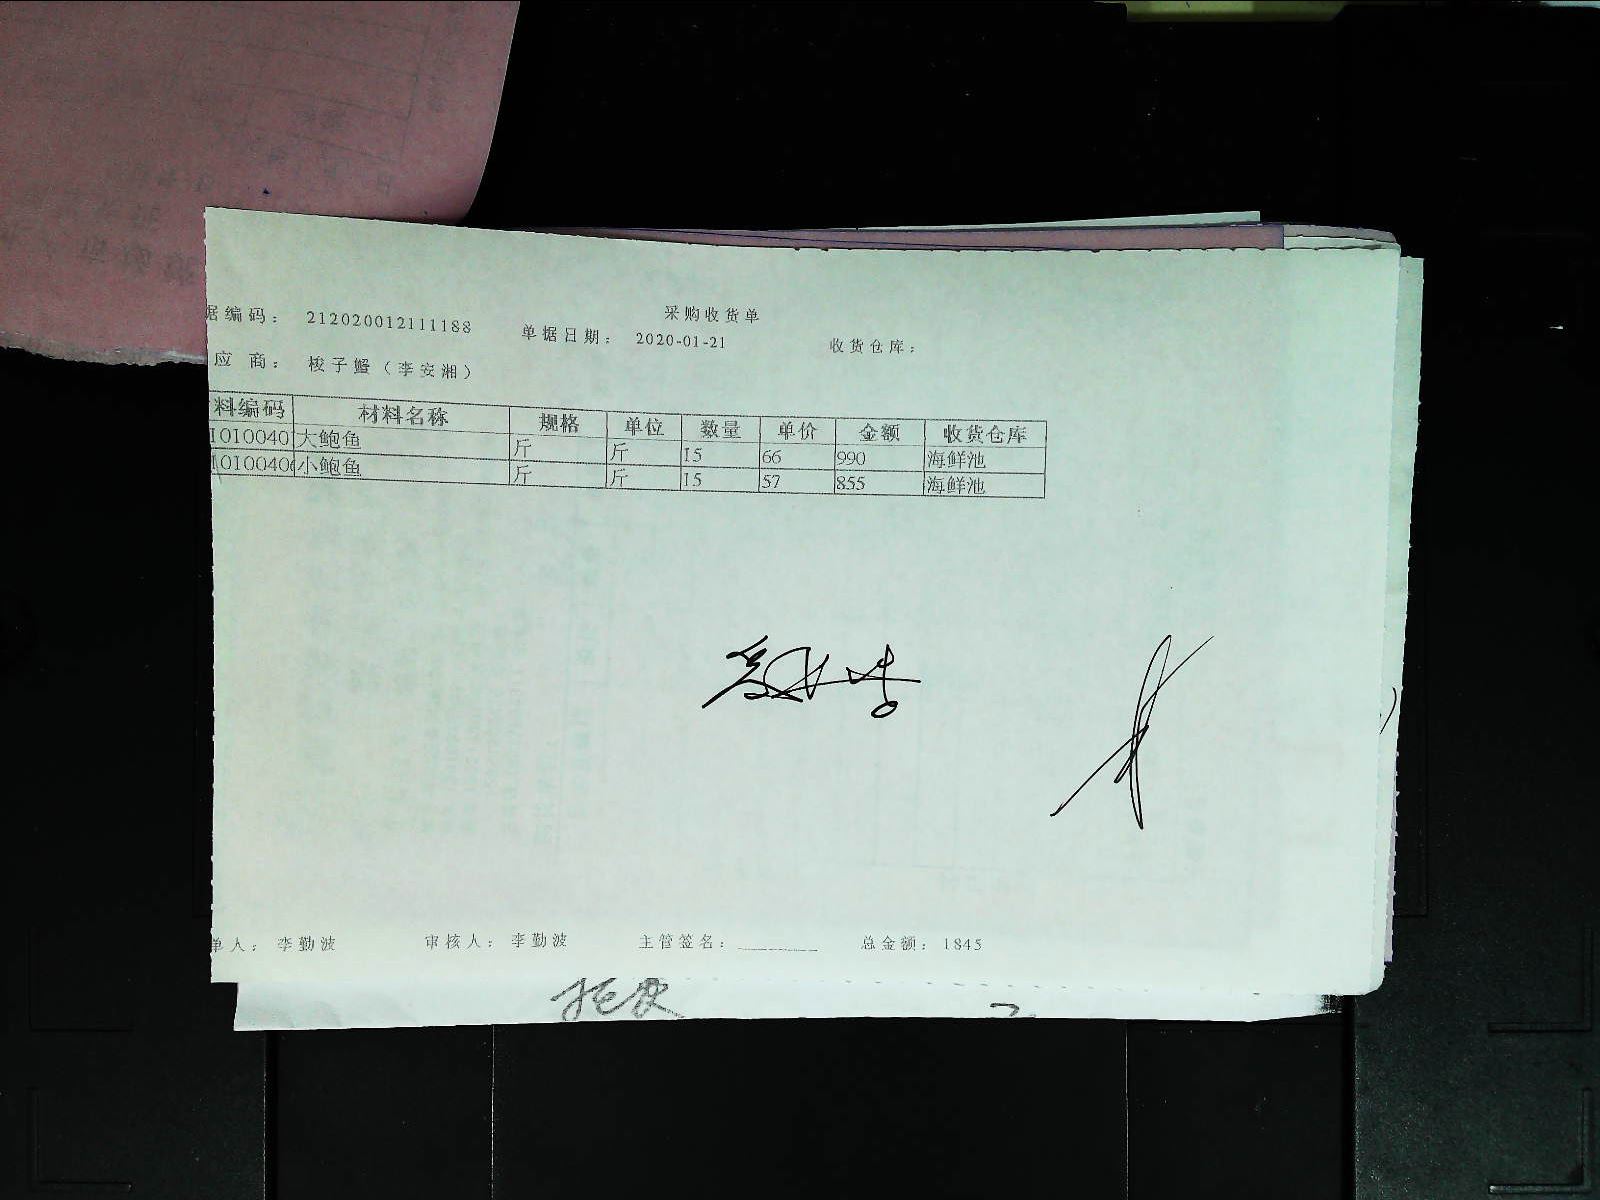 采购收货单
据编码： 212020012111188 单据日期： 2020-01-21 收货仓库：
应 商： 梭子蟹（李安湘）
料编码 材料名称 规格 单位 数量 单价 金额 收货仓库
1010040 大鲍鱼 斤 斤 15 66 990 海鲜池
1010040 小鲍鱼 斤 斤 15 57 855 海鲜池
单人： 李勤波 审核人： 李勤波 主管签名： 总金额： 1845